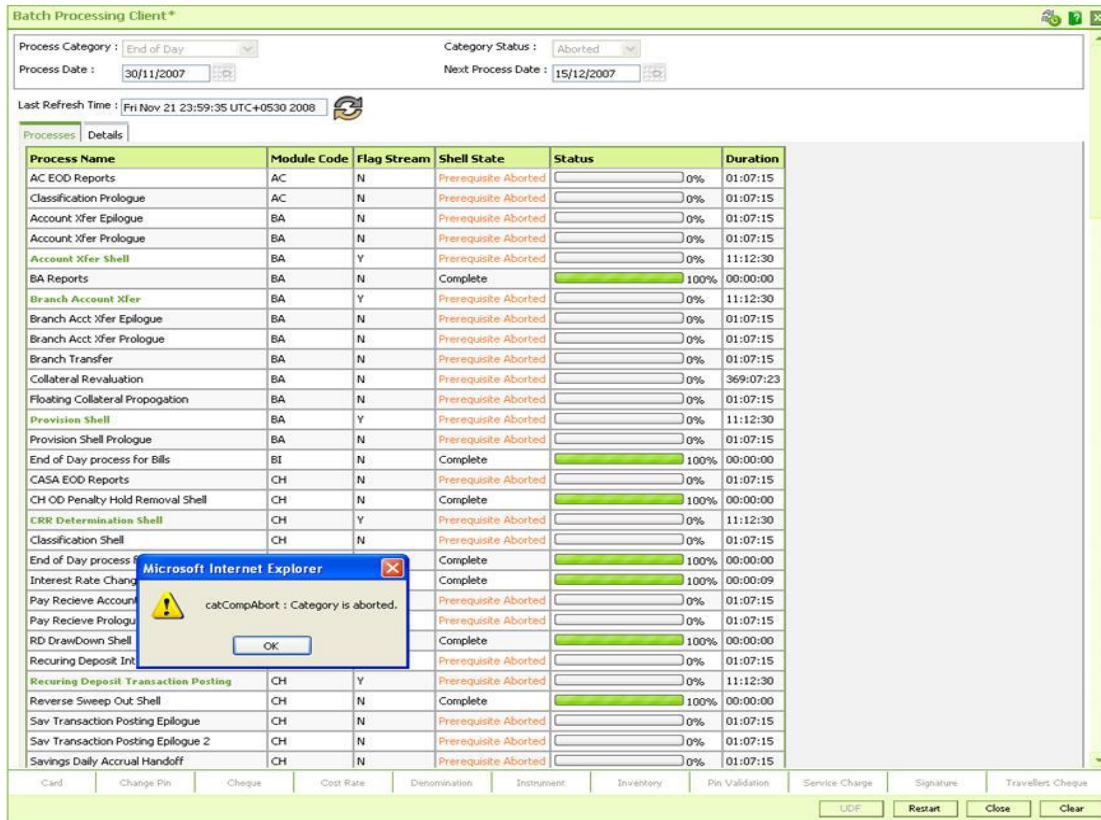 Batch Processing Client*
Process Category : End of Day Category Status : Aborted
Process Date : 30/11/2007 Next Process Date : 15/12/2007
Last Refresh Time : Fri Nov 21 23:59:35 UTC+0530 2008
Processes Details
Process Name Module Code Flag Stream Shell State Status Duration
AC EOD Reports AC N Prerequisite Aborted 0% 01:07:15
Classification Prologue AC N Prerequisite Aborted 0% 01:07:15
Account Xfer Epilogue BA N Prerequisite Aborted 0% 01:07:15
Account Xfer Prologue BA N Prerequisite Aborted 0% 01:07:15
Account Xfer Shell BA Y Prerequisite Aborted 0% 11:12:30
BA Reports BA N Complete 100% 00:00:00
Branch Account Xfer BA Y Prerequisite Aborted 0% 11:12:30
Branch Acct Xfer Epilogue BA N Prerequisite Aborted 0% 01:07:15
Branch Acct Xfer Prologue BA N Prerequisite Aborted 0% 01:07:15
Branch Transfer BA N Prerequisite Aborted 0% 01:07:15
Collateral Revaluation BA N Prerequisite Aborted 0% 369:07:23
Floating Collateral Propogation BA N Prerequisite Aborted 0% 01:07:15
Provision Shell BA Y Prerequisite Aborted 0% 11:12:30
Provision Shell Prologue BA N Prerequisite Aborted 0% 01:07:15
End of Day process for Bills BI N Complete 100% 00:00:00
CASA EOD Reports CH N Prerequisite Aborted 0% 01:07:15
CH OD Penalty Hold Removal Shell CH N Complete 100% 00:00:00
CRR Determination Shell CH Y Prerequisite Aborted 0% 11:12:30
Classification Shell CH N Prerequisite Aborted 0% 01:07:15
End of Day process Complete 100% 00:00:00
Interest Rate Chang Complete 100% 00:00:09
Pay Recieve Accoun Prerequisite Aborted 0% 01:07:15
Pay Recieve Prologu Prerequisite Aborted 0% 01:07:15
RD DrawDown Shell Complete 100% 00:00:00
Recuring Deposit Int Prerequisite Aborted 0% 01:07:15
Microsoft Internet Explorer
catCompAbort : Category is aborted.
OK
Recuring Deposit Transaction Posting CH Y Prerequisite Aborted 0% 11:12:30
Reverse Sweep Out Shell CH N Complete 100% 00:00:00
Sav Transaction Posting Epilogue CH N Prerequisite Aborted 0% 01:07:15
Sav Transaction Posting Epilogue 2 CH N Prerequisite Aborted 0% 01:07:15
Savings Daily Accrual Handoff CH N Prerequisite Aborted 0% 01:07:15
Card Change Pin Cheque Cost Rate Denomination Instrument Inventory Pin Validation Service Charge Signature Travellers Cheque
UDF Restart Close Clear